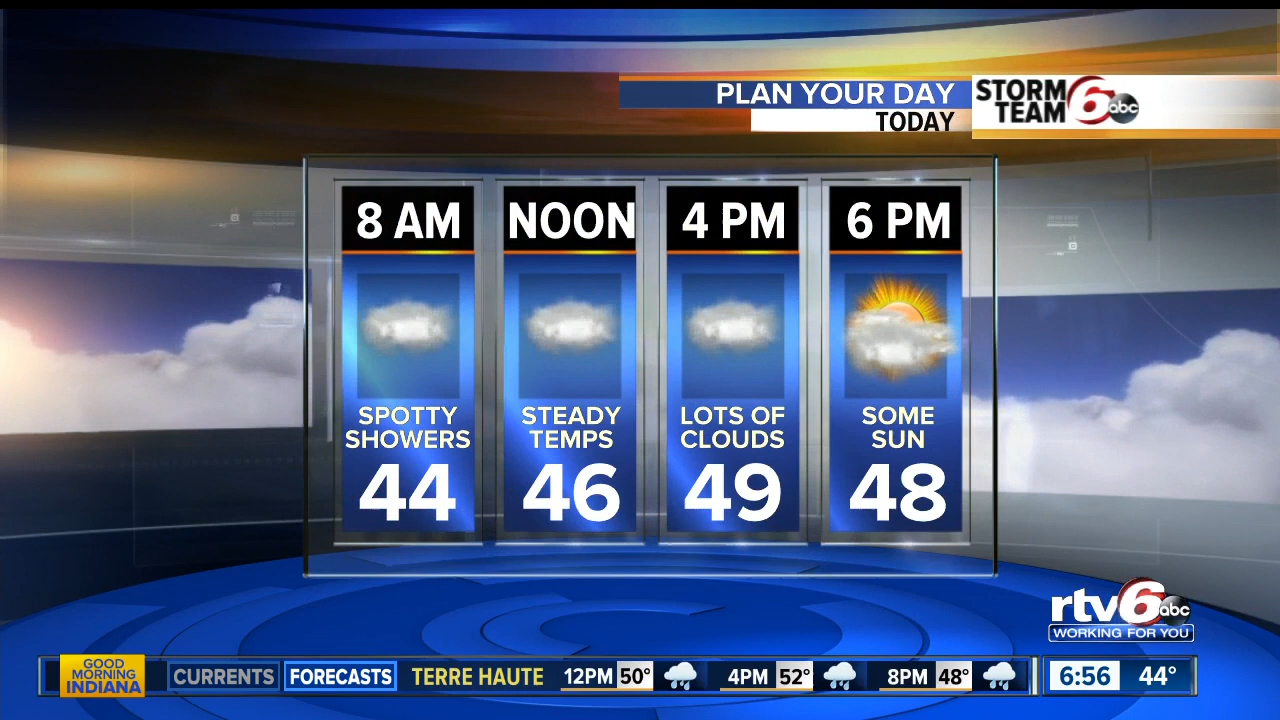 PLAN YOUR DAY
TODAY
STORM
TEAM 6 abc
8 AM
SPOTTY
SHOWERS
44
NOON
STEADY
TEMPS
46
4 PM
LOTS OF
CLOUDS
49
6 PM
SOME
SUN
48
rtv6 abc
WORKING FOR YOU
GOOD
MORNING
INDIANA
CURRENTS FORECASTS TERRE HAUTE 12PM 50° 4PM 52° 8PM 48° 6:56 44°